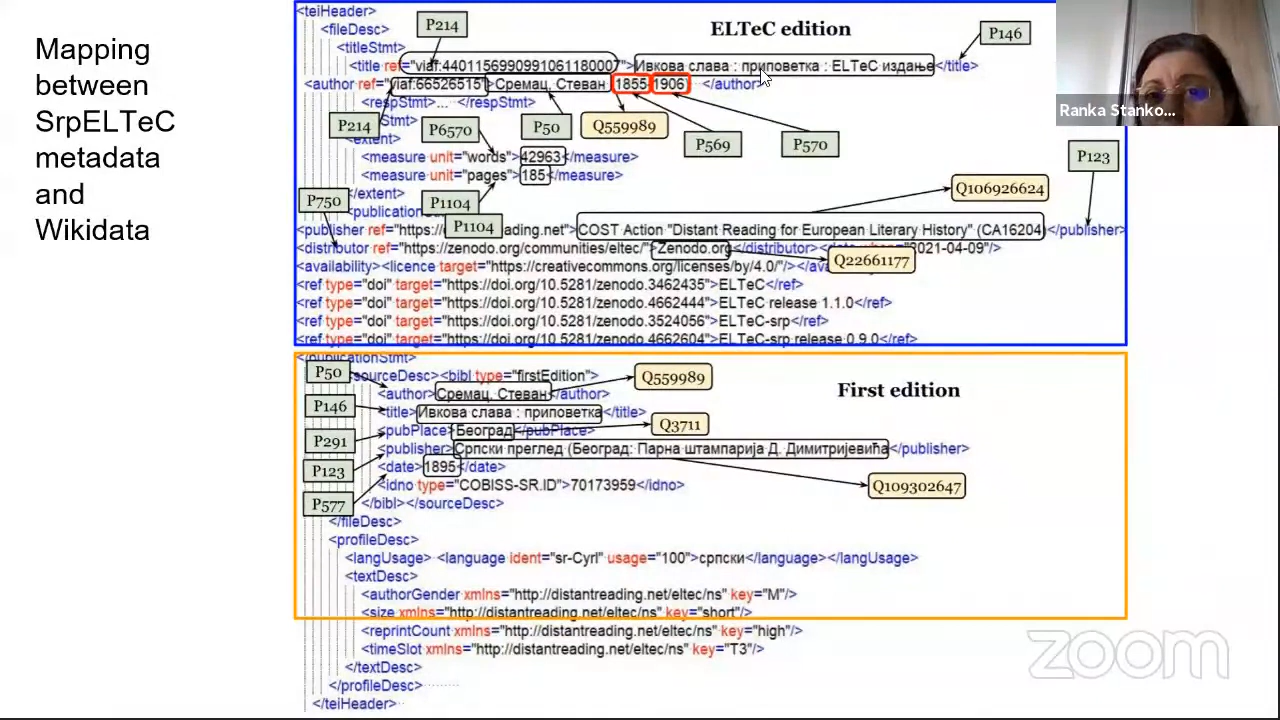 Mapping
between
SrpELTeC
metadata
and
Wikidata
<teiHeader>
<fileDesc>
P214
ELTeC edition
P146
<titleStmt>
<title ref="viaf:4401156990991061180007">Ивкова слава : приповетка : ELTeC издање</title>
<author ref="viaf:66526515">Сремац, Стеван 1855 1906 </author>
<respStmt>... </respStmt>
P214
P6570
P50
Q559989
P569
P570
P123
<measure unit="words">42963</measure>
<measure unit="pages">185</measure>
</extent>
P750
P1104
P1104
Q106926624
<publisher ref="https:// ading.net">COST Action "Distant Reading for European Literary History" (CA16204)</publisher>
<distributor ref="https://zenodo.org/communities/eltec/">Zenodo.org</distributor> 2021-04-09"/>
Q22661177
<availability><licence target="https://creativecommons.org/licenses/by/4.0/"/>
<ref type="doi" target="https://doi.org/10.5281/zenodo.3462435">ELTeC</ref>
<ref type="doi" target="https://doi.org/10.5281/zenodo.4662444">ELTeC release 1.1.0</ref>
<ref type="doi" target="https://doi.org/10.5281/zenodo.3524056">ELTeC-srp</ref>
<ref type="doi" target="https://doi.org/10.5281/zenodo.4662604">ELTeC-srp release 0.9.0</ref>
</publicationStmt>
P50
sourceDesc><bibl type="firstEdition">
Q559989
First edition
<author>Сремац, Стеван</author>
P146
<title>Ивкова слава : приповетка</title>
P291
<pubPlace>Београд</pubPlace>
Q3711
<publisher>Српски преглед (Београд: Парна штампарија Д. Димитријевића</publisher>
P123
<date>1895</date>
<idno type="COBISS-SR.ID">70173959</idno>
Q109302647
P577
</bibl></sourceDesc>
</fileDesc>
<profileDesc>
<langUsage> <language ident="sr-Cyrl" usage="100">српски</language></langUsage>
<textDesc>
<authorGender xmlns="http://distantreading.net/eltec/ns" key="M"/>
<size xmlns="http://distantreading.net/eltec/ns" key="short"/>
<reprintCount xmlns="http://distantreading.net/eltec/ns" key="high"/>
<timeSlot xmlns="http://distantreading.net/eltec/ns" key="T3"/>
</textDesc>
</profileDesc>
</teiHeader>
Ranka Stanko...
zoom